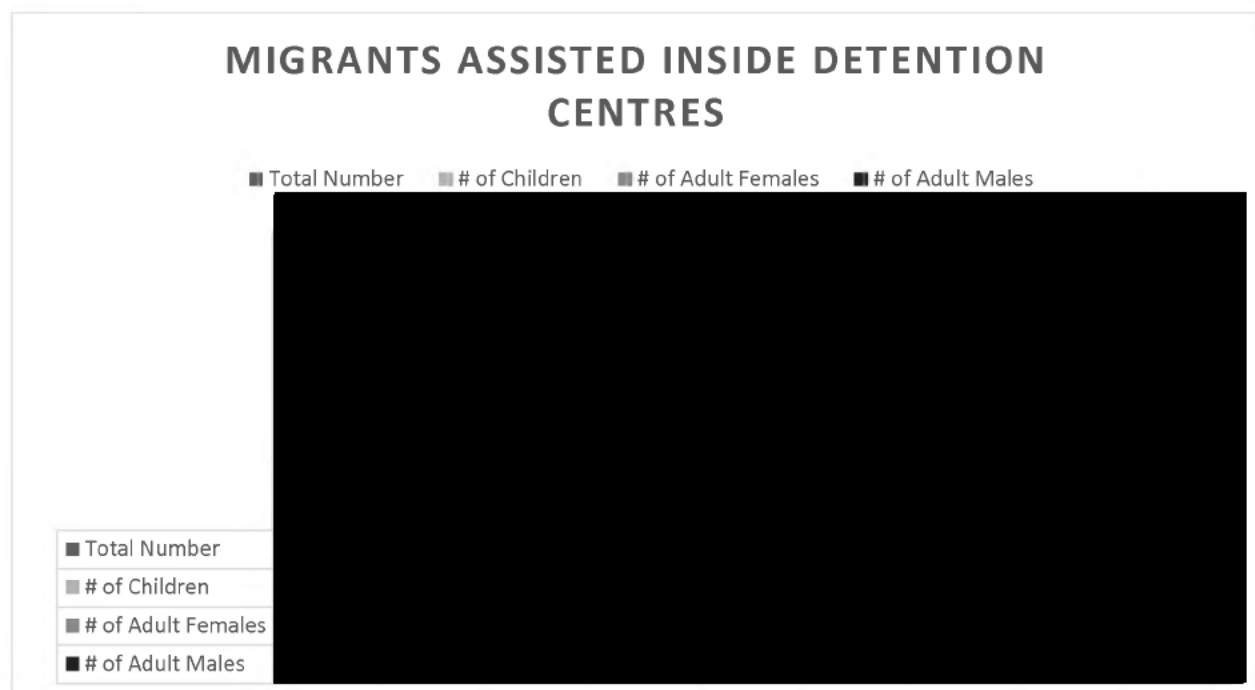 MIGRANTS ASSISTED INSIDE DETENTION
CENTRES
Total Number # of Children # of Adult Females # of Adult Males
Total Number
# of Children
# of Adult Females
# of Adult Males